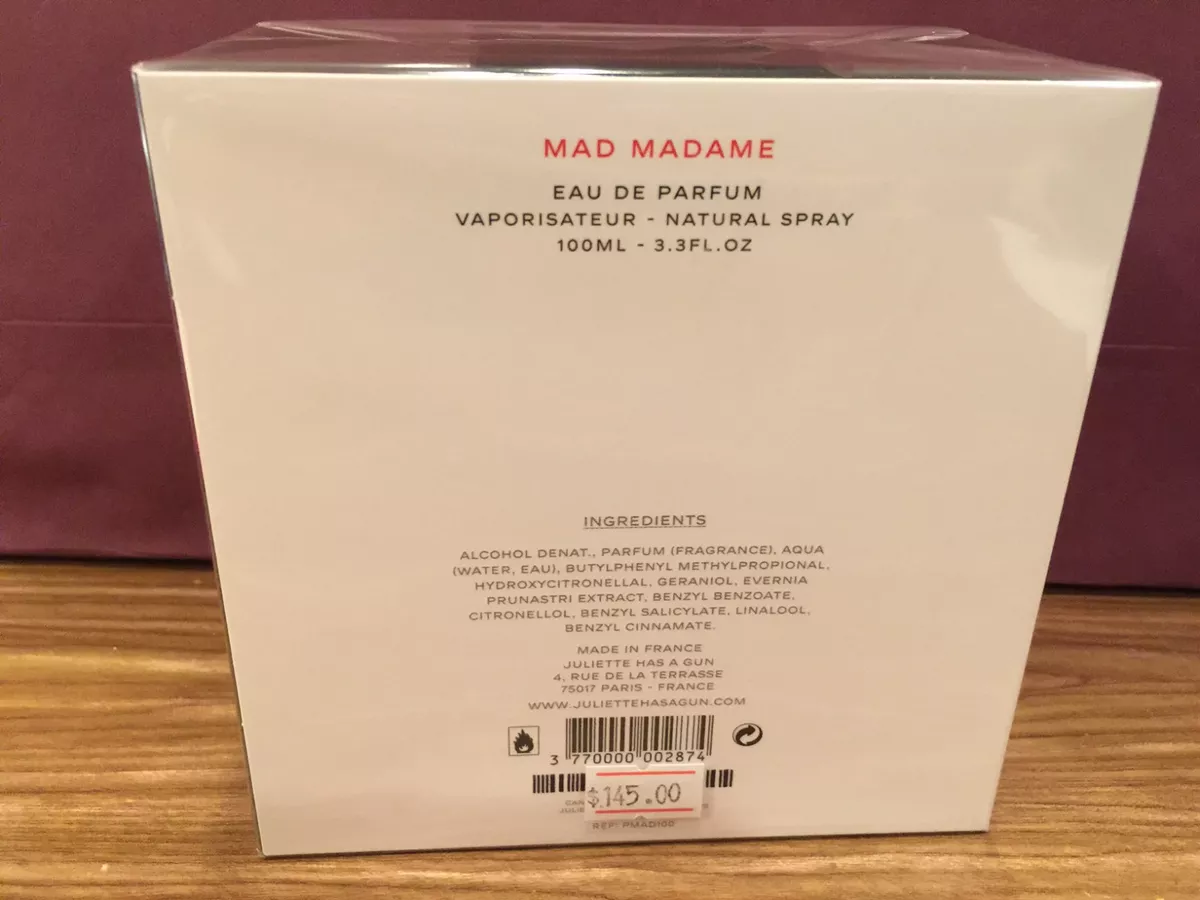 MAD MADAME
EAU DE PARFUM
VAPORISATEUR - NATURAL SPRAY
100ML - 3.3FL.OZ
INGREDIENTS
ALCOHOL DENAT., PARFUM (FRAGRANCE), AQUA
(WATER, EAU), BUTYLPHENYL METHYLPROPIONAL,
HYDROXYCITRONELLAL, GERANIOL, EVERNIA
PRUNASTRI EXTRACT, BENZYL BENZOATE,
CITRONELLOL, BENZYL SALICYLATE, LINALOOL,
BENZYL CINNAMATE.
MADE IN FRANCE
JULIETTE HAS A GUN
4, RUE DE LA TERRASSE
75017 PARIS - FRANCE
WWW.JULIETTEHASAGUN.COM
3 770000 002874
$145.00
REF: PMAD100